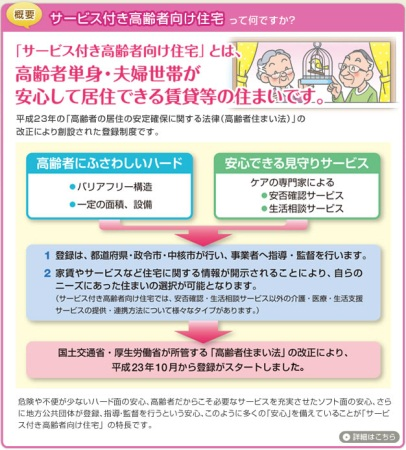 概要 サービス付き高齢者向け住宅 って何ですか?
「サービス付き高齢者向け住宅」とは、
高齢者単身・夫婦世帯が
安心して居住できる賃貸等の住まいです。
平成23年の「高齢者の居住の安定確保に関する法律(高齢者住まい法)」の
改正により創設された登録制度です。
高齢者にふさわしいハード
●バリアフリー構造
●一定の面積、設備
安心できる見守りサービス
ケアの専門家による
●安否確認サービス
●生活相談サービス
1 登録は、都道府県・政令市・中核市が行い、事業者へ指導・監督を行います。
2 家賃やサービスなど住宅に関する情報が開示されることにより、自らの
ニーズにあった住まいの選択が可能となります。
(サービス付き高齢者向け住宅では、安否確認・生活相談サービス以外の介護・医療・生活支援
サービスの提供・連携方法について様々なタイプがあります。)
国土交通省・厚生労働省が所管する「高齢者住まい法」の改正により、
平成23年10月から登録がスタートしました。
危険や不便が少ないハード面の安心、高齢者だからこそ必要なサービスを充実させたソフト面の安心、さら
に地方公共団体が登録、指導・監督を行うという安心、このように多くの「安心」を備えていることが「サービ
ス付き高齢者向け住宅」の特長です。
詳細はこちら